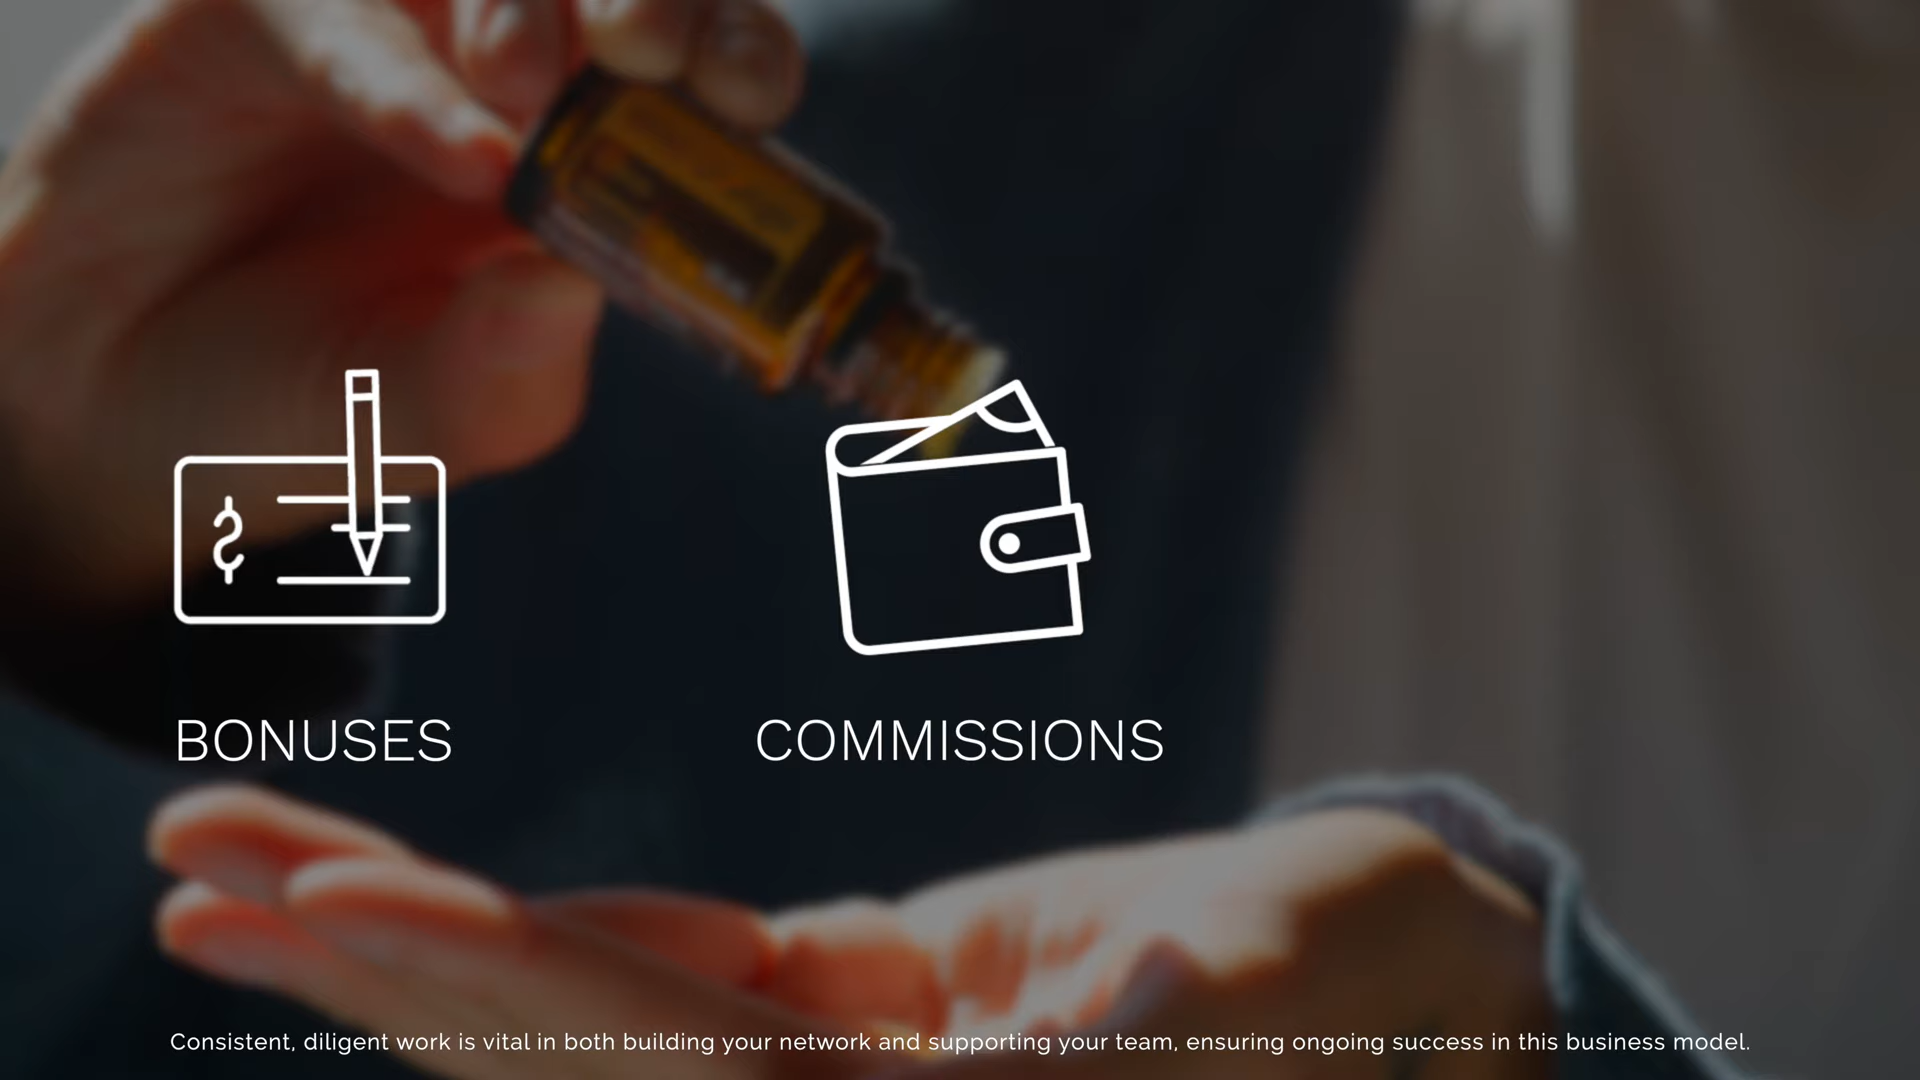 BONUSES
COMMISSIONS
Consistent, diligent work is vital in both building your network and supporting your team, ensuring ongoing success in this business model.